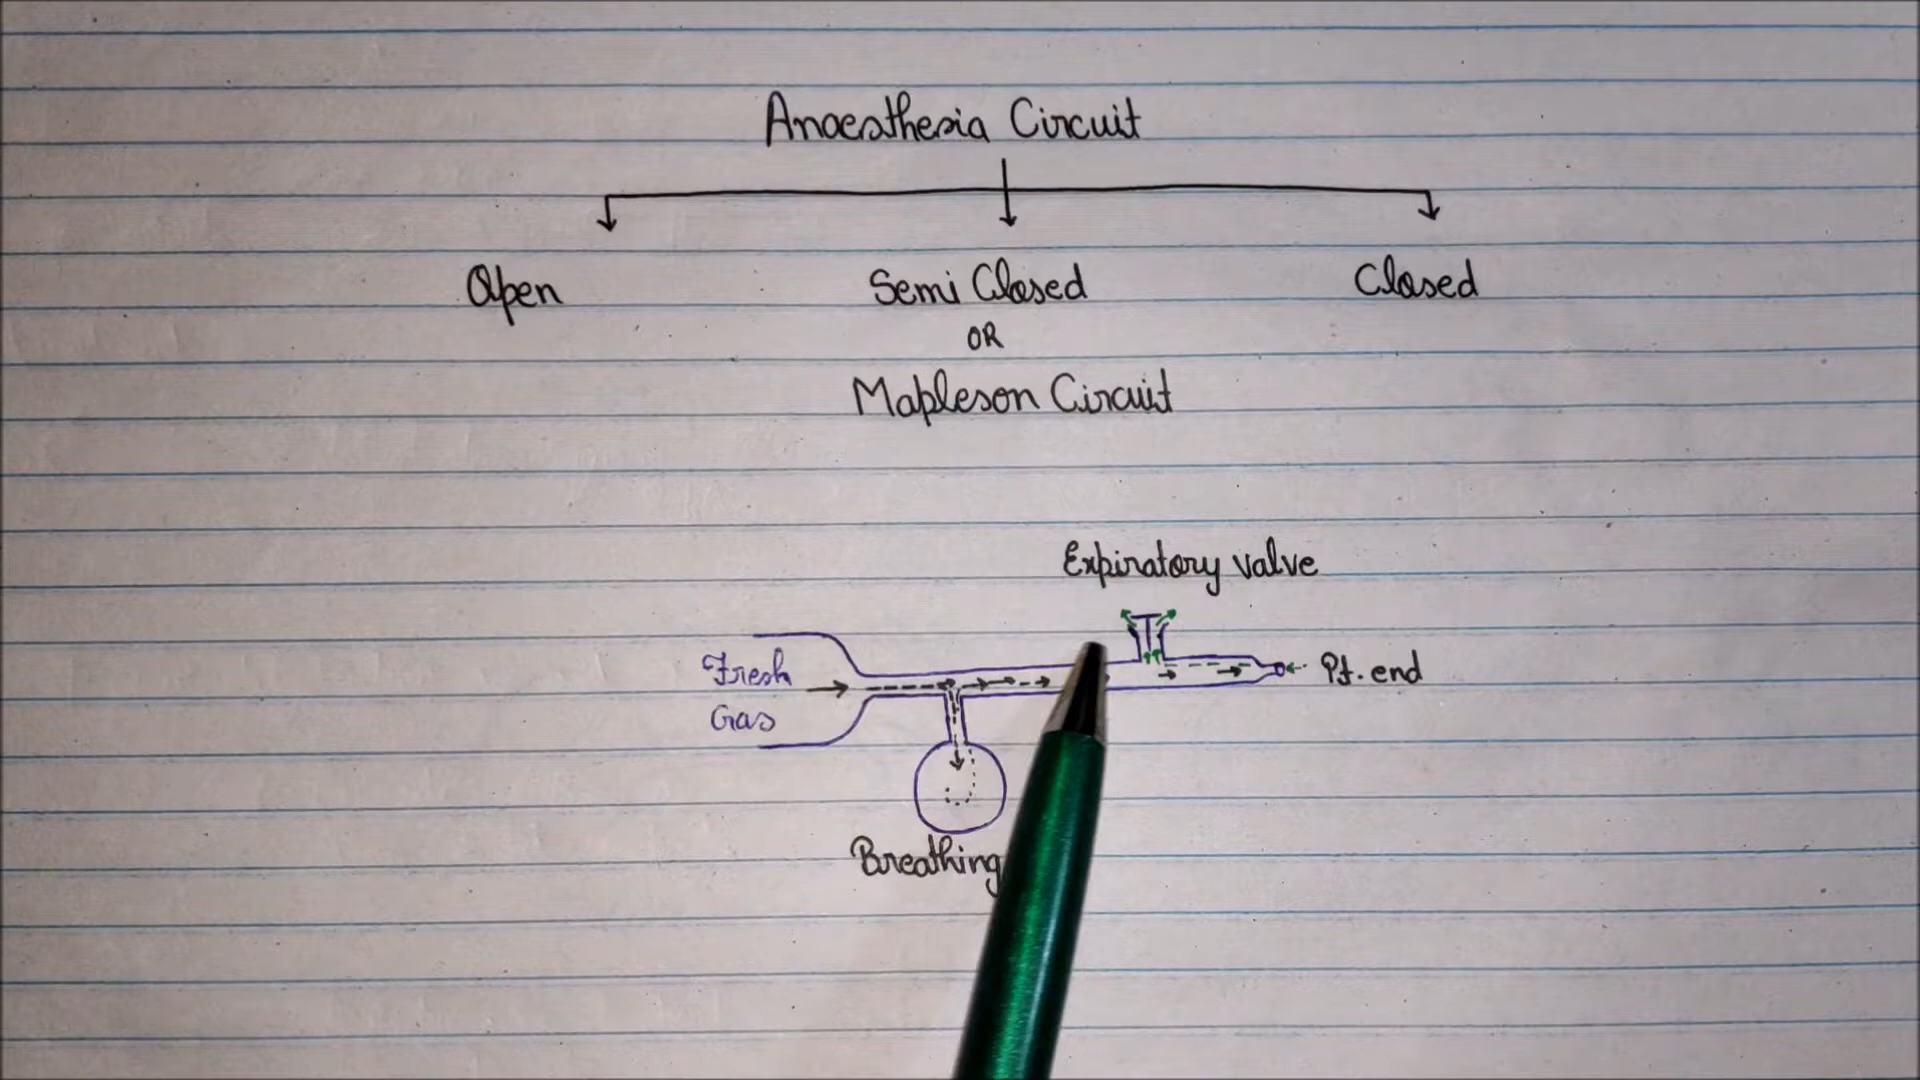 Anaesthesia Circuit
Open
Semi Closed
Closed
OR
Mapleson Circuit
Expiratory valve
Fresh
Gas
Pt. end
Breathing